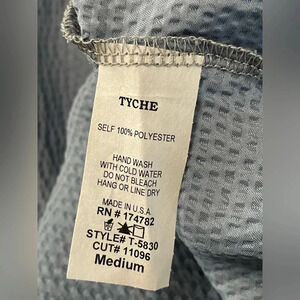 TYCHE
SELF 100% POLYESTER
HAND WASH
WITH COLD WATER
DO NOT BLEACH
HANG OR LINE DRY
MADE IN U.S.A
RN # 174782
STYLE# T-5830
CUT# 11096
Medium